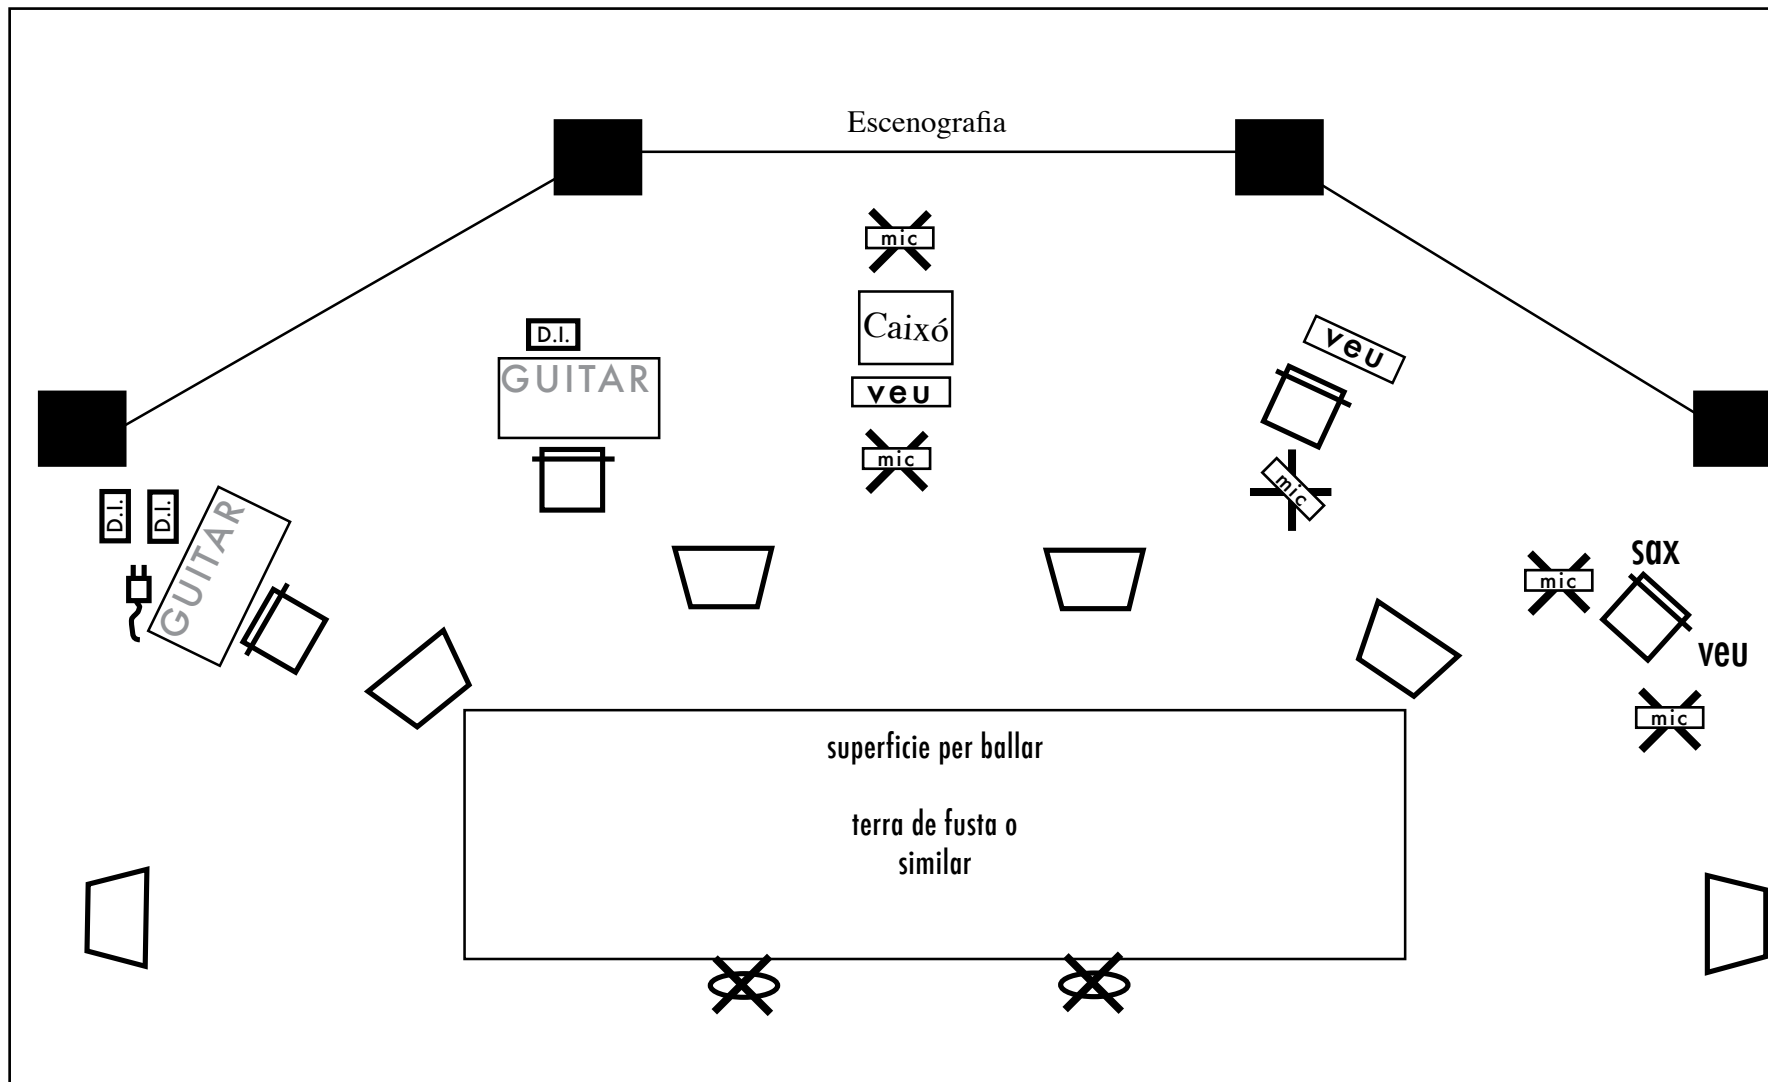 Escenografia
mic
Caixó
D.I.
GUITAR
veu
veu
mic
mic
D.I.
D.I.
GUITAR
sax
mic
veu
mic
superficie per ballar
terra de fusta o
similar